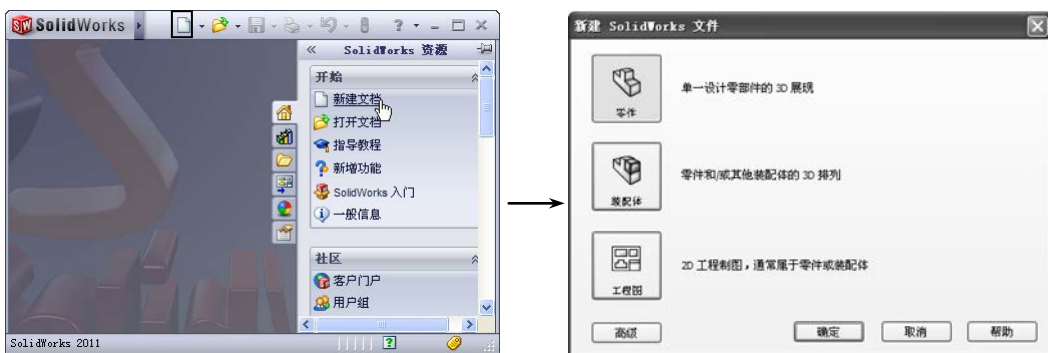 SolidWorks
« SolidWorks 资源
开始
新建文档
打开文档
指导教程
新增功能
SolidWorks 入门
一般信息
社区
客户门户
用户组
SolidWorks 2011
新建 SolidWorks 文件
零件
单一设计零部件的 3D 展现
装配体
零件和/或其他装配体的 3D 排列
工程图
2D 工程制图，通常属于零件或装配体
高级
确定
取消
帮助